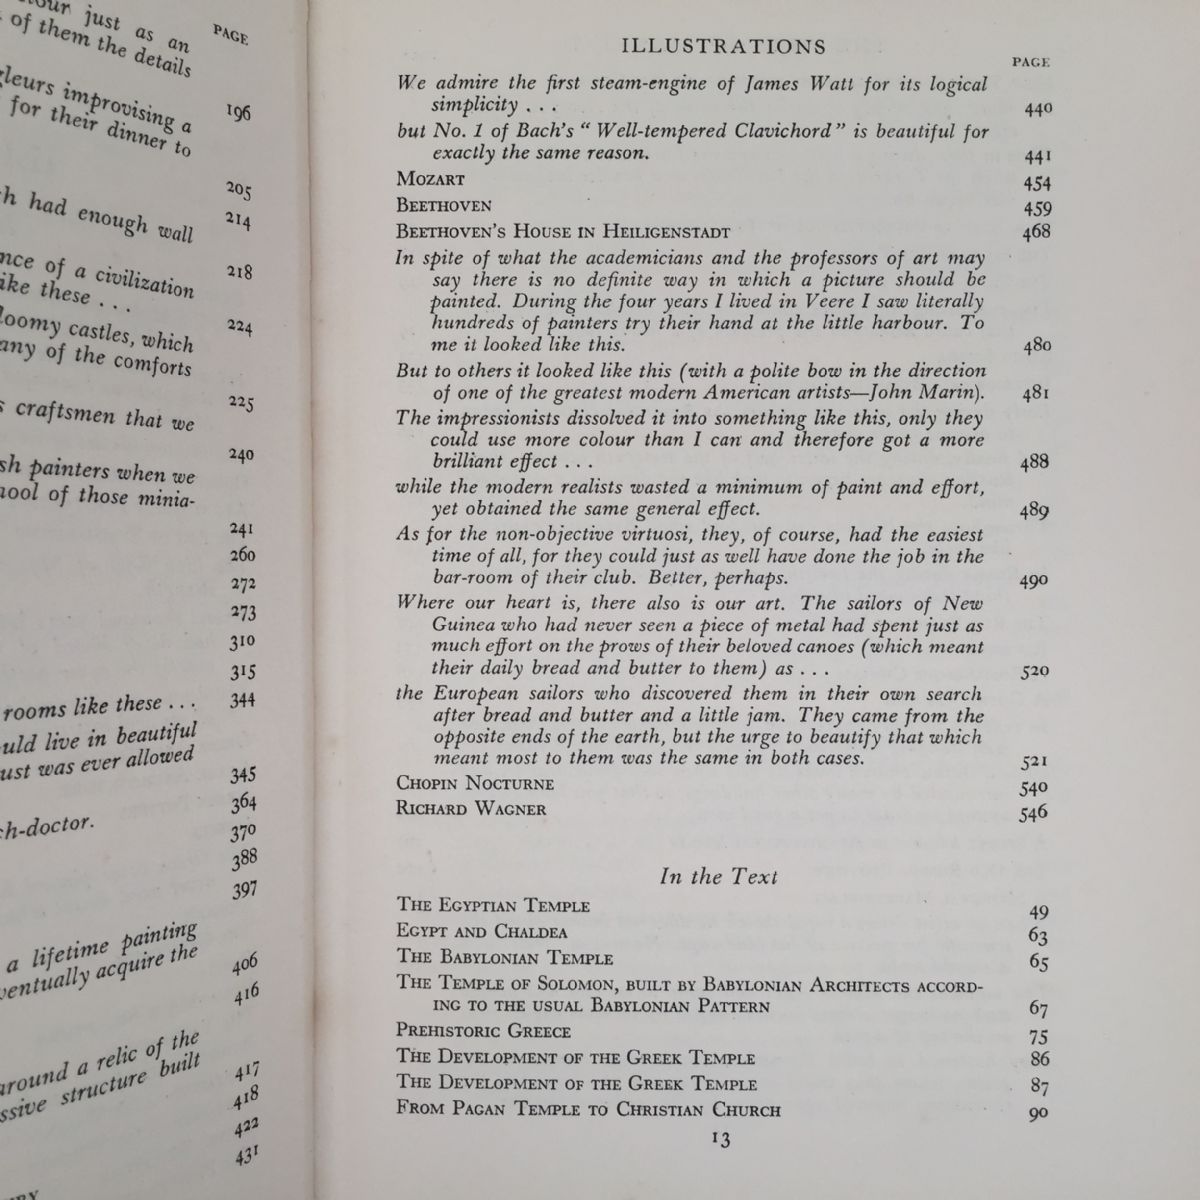 our just as an
of them the details
PAGE
196
gleurs improvising a
for their dinner to
205
214
had enough wall
218
of a civilization
like these . . .
224
loomy castles, which
any of the comforts
225
craftsmen that we
240
painters when we
of those minia-
241
260
272
273
310
315
rooms like these . . .
344
live in beautiful
ust was ever allowed
345
364
ch-doctor.
370
388
397
a lifetime painting
eventually acquire the
406
416
around a relic of the
structure built
417
418
422
431
ILLUSTRATIONS
PAGE
We admire the first steam-engine of James Watt for its logical
simplicity . . . 440
but No. 1 of Bach's “ Well-tempered Clavichord ” is beautiful for
exactly the same reason. 441
MOZART 454
BEETHOVEN 459
BEETHOVEN'S HOUSE IN HEILIGENSTADT 468
In spite of what the academicians and the professors of art may
say there is no definite way in which a picture should be
painted. During the four years I lived in Veere I saw literally
hundreds of painters try their hand at the little harbour. To
me it looked like this. 480
But to others it looked like this (with a polite bow in the direction
of one of the greatest modern American artists—John Marin). 481
The impressionists dissolved it into something like this, only they
could use more colour than I can and therefore got a more
brilliant effect . . . 488
while the modern realists wasted a minimum of paint and effort,
yet obtained the same general effect. 489
As for the non-objective virtuosi, they, of course, had the easiest
time of all, for they could just as well have done the job in the
bar-room of their club. Better, perhaps. 490
Where our heart is, there also is our art. The sailors of New
Guinea who had never seen a piece of metal had spent just as
much effort on the prows of their beloved canoes (which meant
their daily bread and butter to them) as . . . 520
the European sailors who discovered them in their own search
after bread and butter and a little jam. They came from the
opposite ends of the earth, but the urge to beautify that which
meant most to them was the same in both cases. 521
CHOPIN NOCTURNE 540
RICHARD WAGNER 546
In the Text
THE EGYPTIAN TEMPLE 49
EGYPT AND CHALDEA 63
THE BABYLONIAN TEMPLE 65
THE TEMPLE OF SOLOMON, BUILT BY BABYLONIAN ARCHITECTS ACCORD-
ING TO THE USUAL BABYLONIAN PATTERN 67
PREHISTORIC GREECE 75
THE DEVELOPMENT OF THE GREEK TEMPLE 86
THE DEVELOPMENT OF THE GREEK TEMPLE 87
FROM PAGAN TEMPLE TO CHRISTIAN CHURCH 90
13